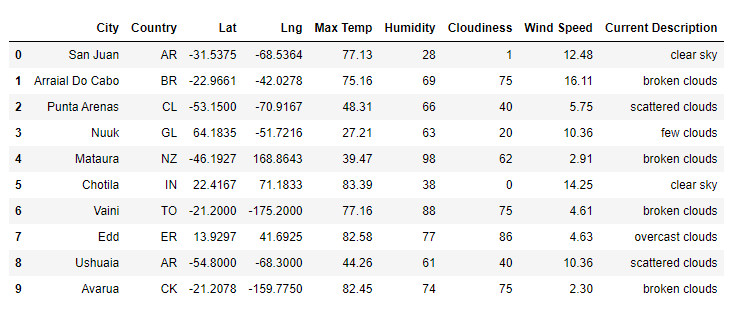 City Country Lat Lng Max Temp Humidity Cloudiness Wind Speed Current Description
0 San Juan AR -31.5375 -68.5364 77.13 28 1 12.48 clear sky
1 Arraial Do Cabo BR -22.9661 -42.0278 75.16 69 75 16.11 broken clouds
2 Punta Arenas CL -53.1500 -70.9167 48.31 66 40 5.75 scattered clouds
3 Nuuk GL 64.1835 -51.7216 27.21 63 20 10.36 few clouds
4 Mataura NZ -46.1927 168.8643 39.47 98 62 2.91 broken clouds
5 Chotila IN 22.4167 71.1833 83.39 38 0 14.25 clear sky
6 Vaini TO -21.2000 -175.2000 77.16 88 75 4.61 broken clouds
7 Edd ER 13.9297 41.6925 82.58 77 86 4.63 overcast clouds
8 Ushuaia AR -54.8000 -68.3000 44.26 61 40 10.36 scattered clouds
9 Avarua CK -21.2078 -159.7750 82.45 74 75 2.30 broken clouds